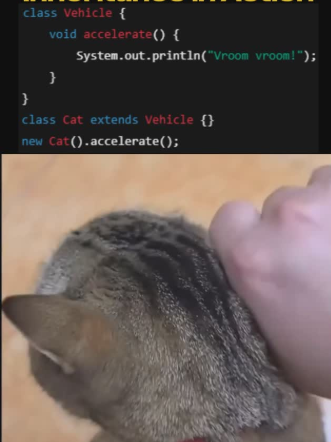 class Vehicle {
void accelerate() {
System.out.println("Vroom vroom!");
}
}
class Cat extends Vehicle {}
new Cat().accelerate();